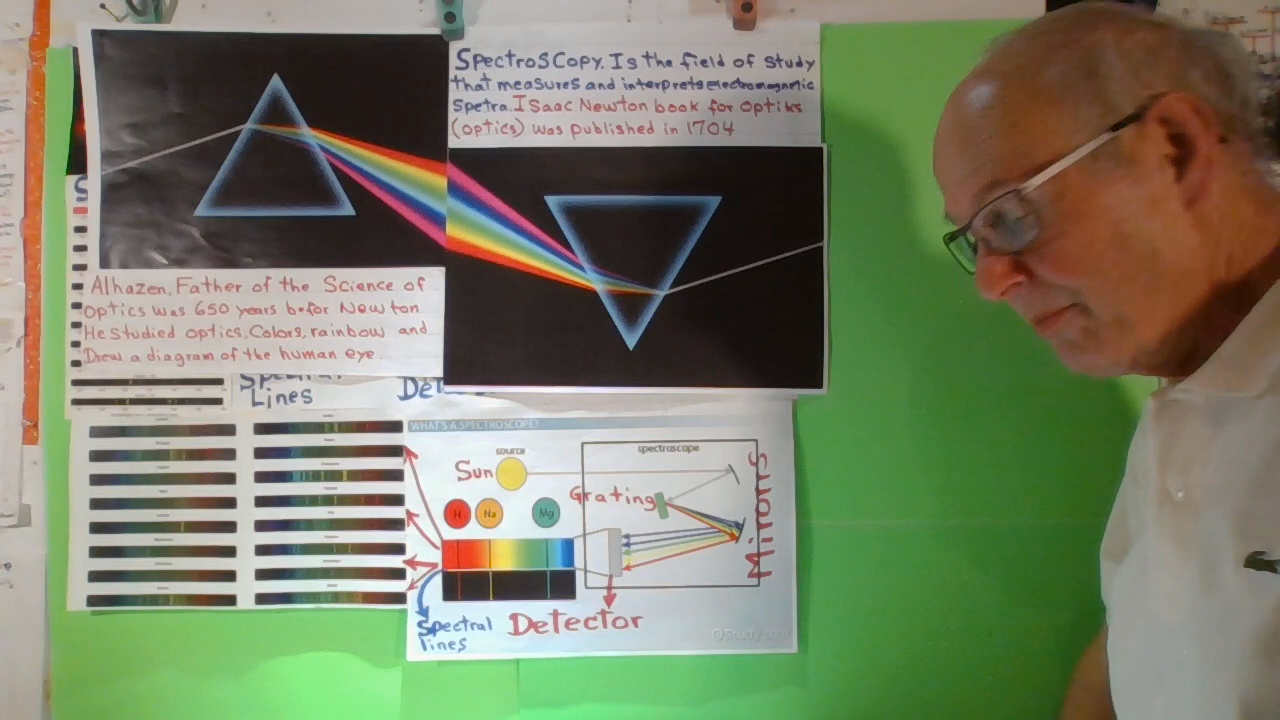 SpectroSCopy. Is the field of study
that measures and interprets electromagnetic
Spetra. ISaac Newton book for optiks
(optics) was published in 1704
Alhazen, Father of the Science of
optics was 650 years befor Newton
He studied optics, Colors, rainbow and
Drew a diagram of the human eye.
Lines
WHAT'S A SPECTROSCOPE?
source
spectroscope
Sun
Grating
H
Na
Mg
Mirrors
Spectral
lines
Detector
©Study.com